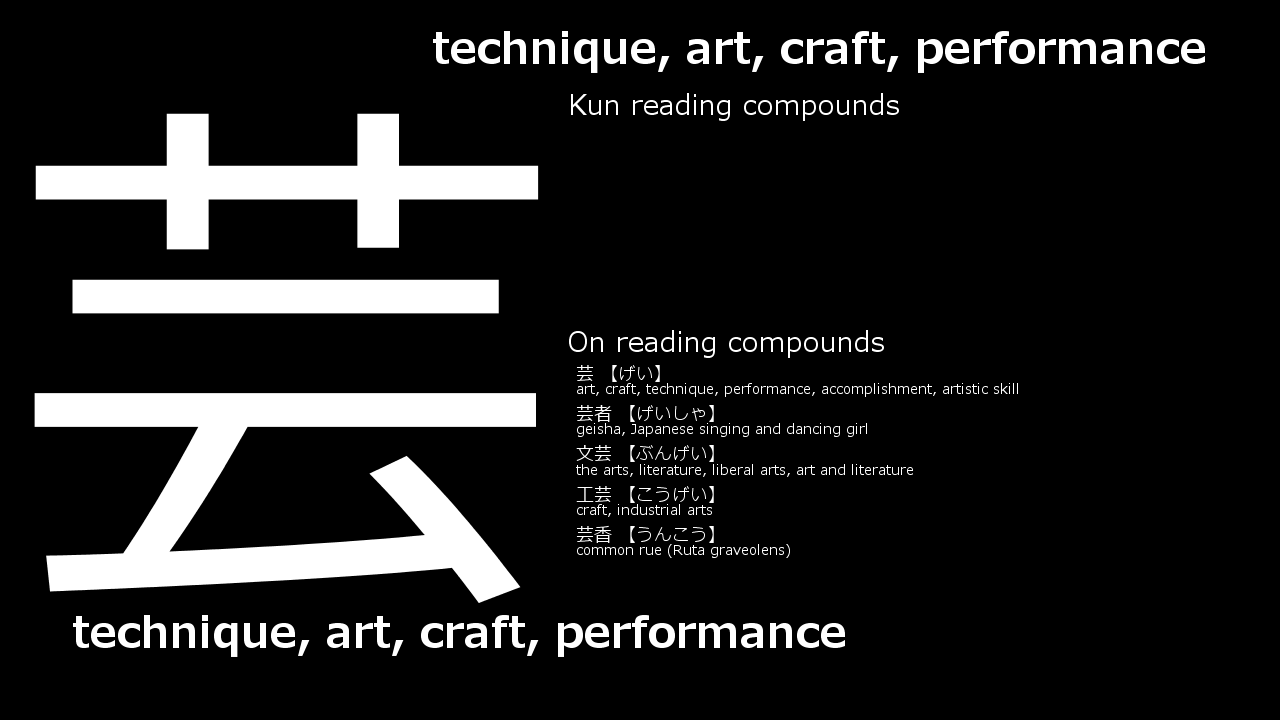 technique, art, craft, performance
Kun reading compounds
芸
On reading compounds
芸 【げい】
art, craft, technique, performance, accomplishment, artistic skill
芸者 【げいしゃ】
geisha, Japanese singing and dancing girl
文芸 【ぶんげい】
the arts, literature, liberal arts, art and literature
工芸 【こうげい】
craft, industrial arts
芸香 【うんこう】
common rue (Ruta graveolens)
technique, art, craft, performance